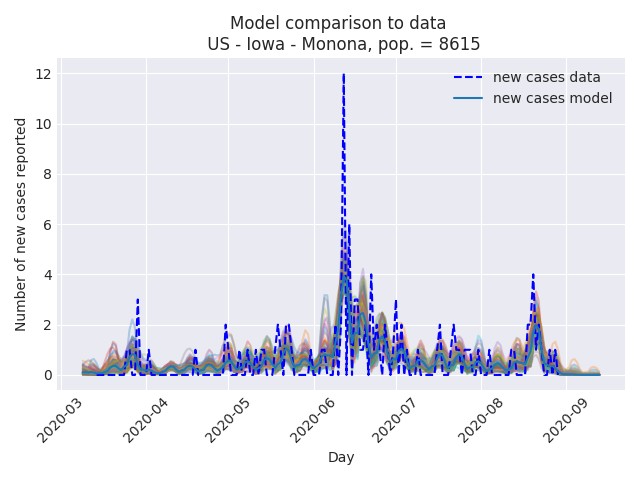 Model comparison to data
US - Iowa - Monona, pop. = 8615
new cases data
new cases model
Number of new cases reported
12
10
8
6
4
2
0
2020-03
2020-04
2020-05
2020-06
2020-07
2020-08
2020-09
Day